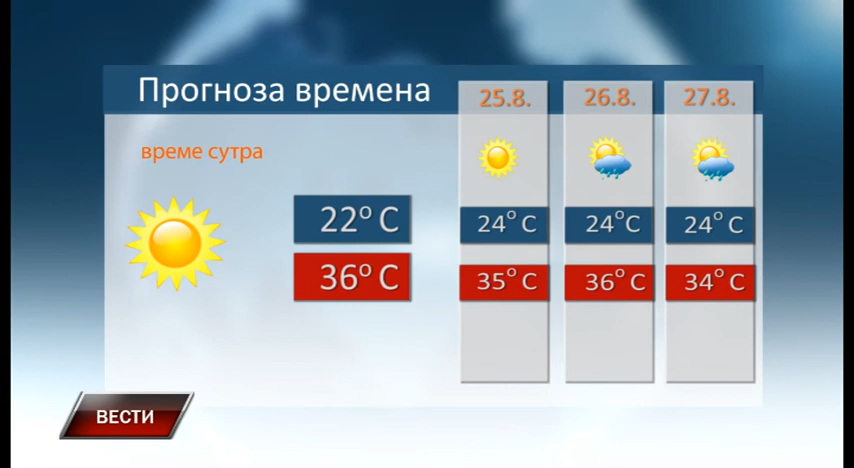 Прогноза времена
време сутра
22° C
36° C
25.8.
26.8.
27.8.
24° C
24°C
24° C
35° C
36° C
34° C
ВЕСТИ